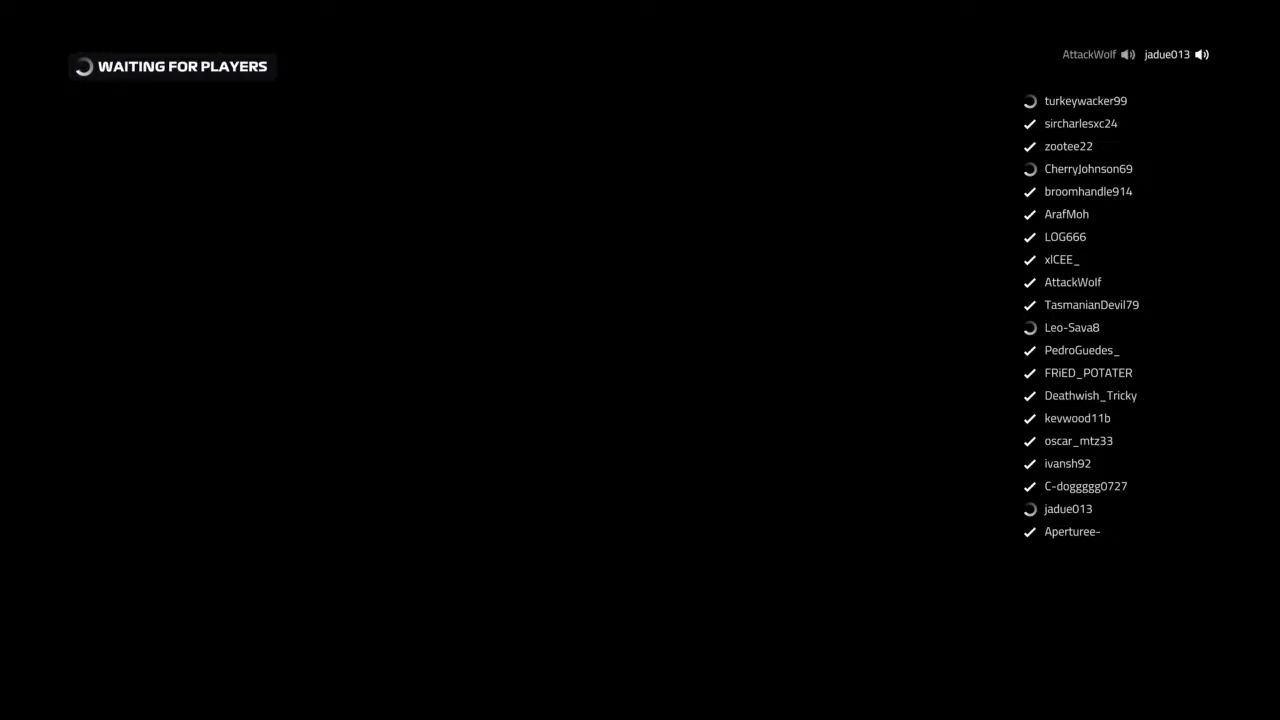 WAITING FOR PLAYERS
AttackWolf jadue013
turkeywacker99
sircharlesxc24
zootee22
CherryJohnson69
broomhandle914
ArafMoh
LOG666
xICEE_
AttackWolf
TasmanianDevil79
Leo-Sava8
PedroGuedes_
FRiED_POTATER
Deathwish_Tricky
kevwood11b
oscar_mtz33
ivansh92
C-doggggg0727
jadue013
Aperturee-